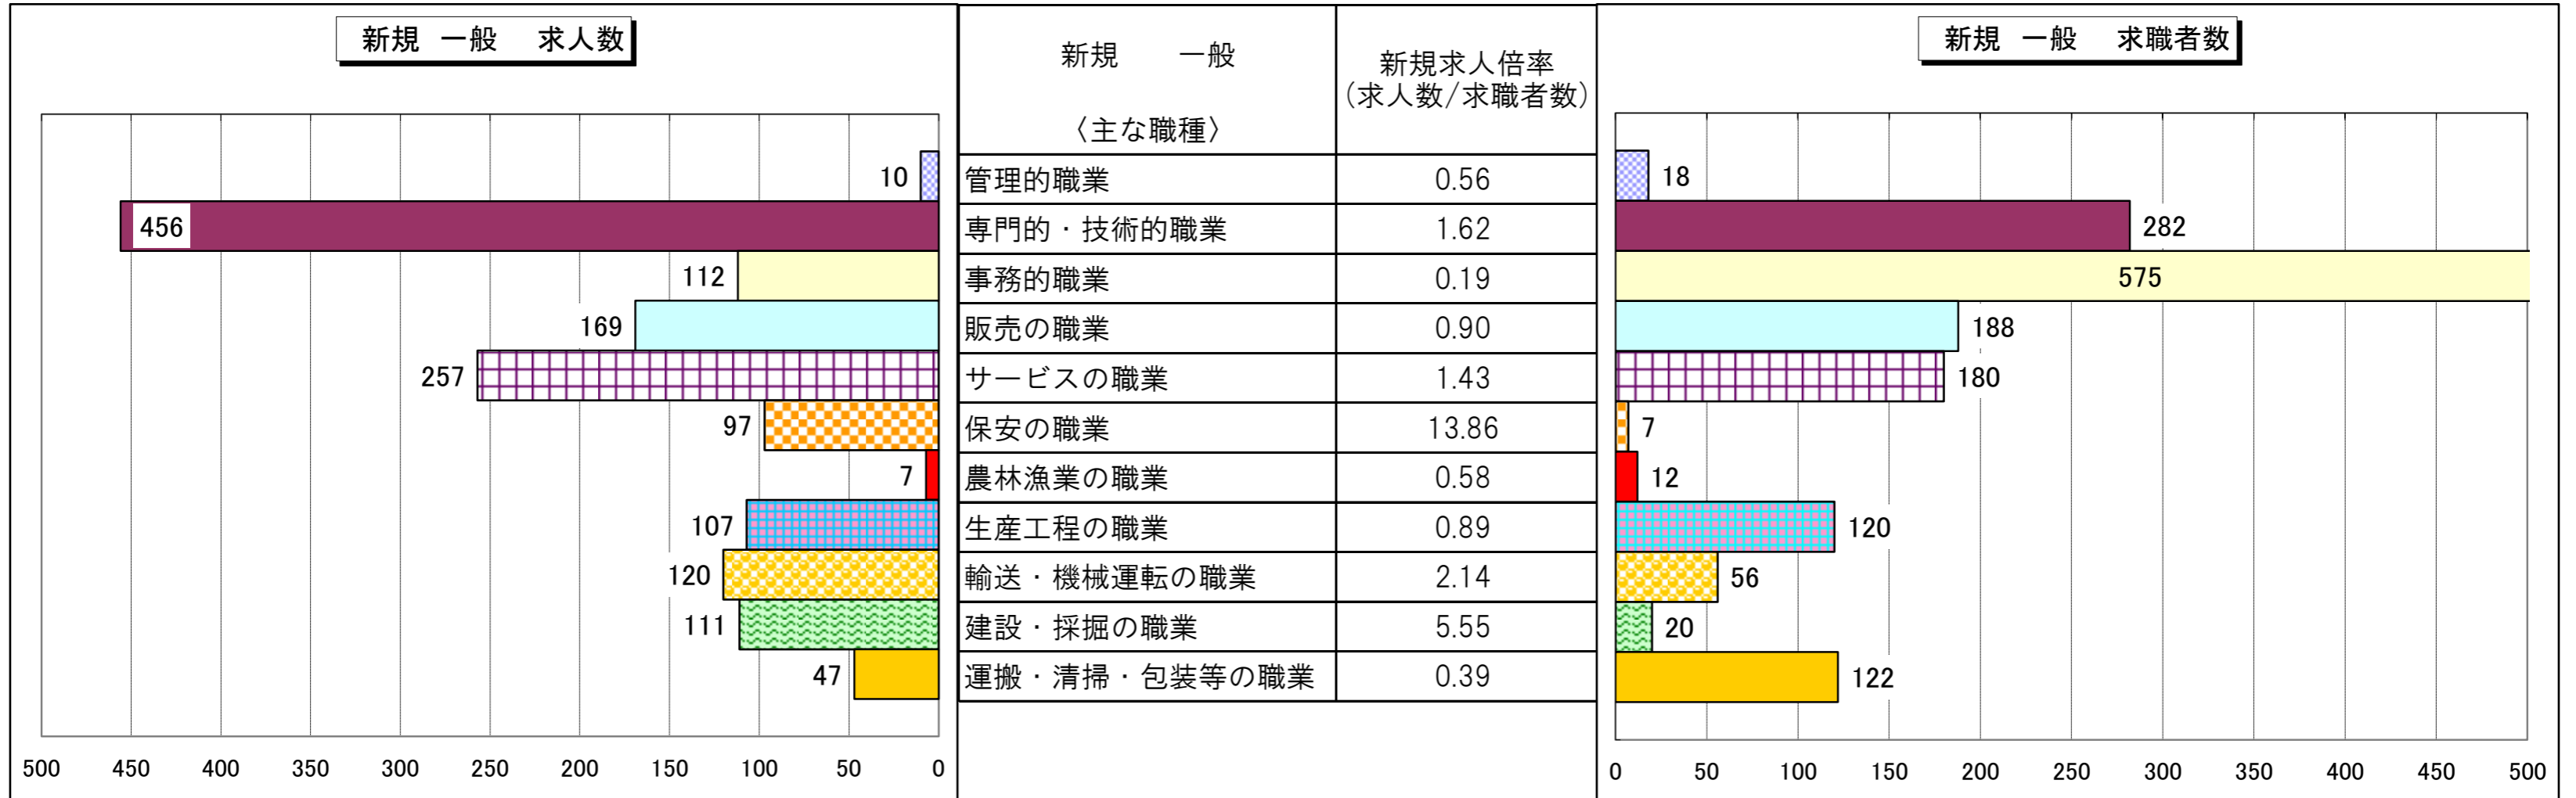 新規 一般 求人数
10
456
112
169
257
97
7
107
120
111
47
500 450 400 350 300 250 200 150 100 50 0
新規 一般
〈主な職種〉
新規求人倍率
(求人数/求職者数)
管理的職業 0.56
専門的・技術的職業 1.62
事務的職業 0.19
販売の職業 0.90
サービスの職業 1.43
保安の職業 13.86
農林漁業の職業 0.58
生産工程の職業 0.89
輸送・機械運転の職業 2.14
建設・採掘の職業 5.55
運搬・清掃・包装等の職業 0.39
新規 一般 求職者数
18
282
575
188
180
7
12
120
56
20
122
0 50 100 150 200 250 300 350 400 450 500